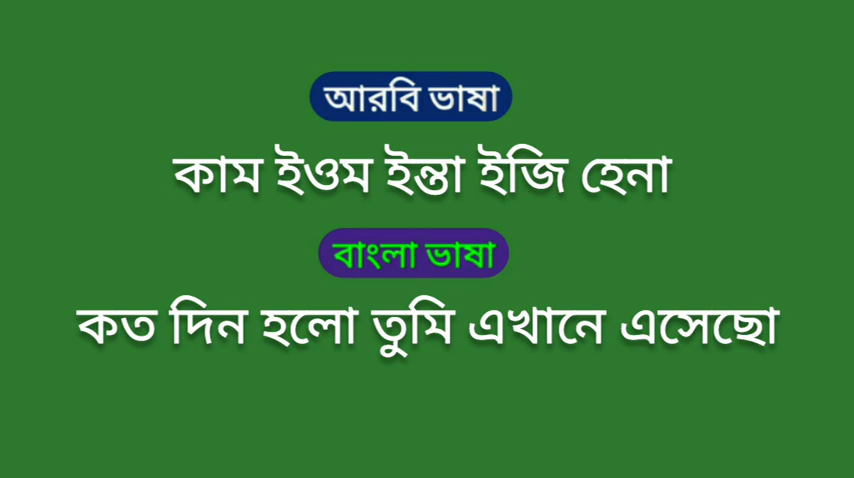 আরবি ভাষা
কাম ইওম ইন্তা ইজি হেনা
বাংলা ভাষা
কত দিন হলো তুমি এখানে এসেছো